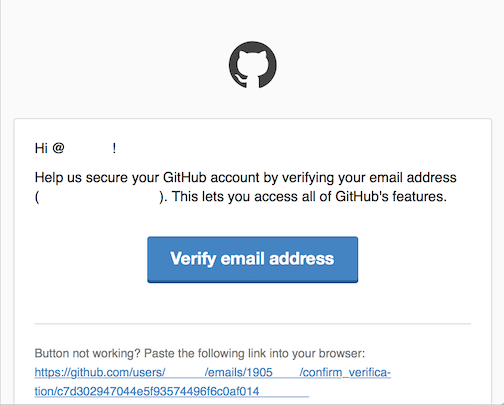 Hi @ !
Help us secure your GitHub account by verifying your email address
( ). This lets you access all of GitHub's features.
Verify email address
Button not working? Paste the following link into your browser:
https://github.com/users/ /emails/1905 /confirm_verifica-
tion/c7d302947044e5f93574496f6c0af014